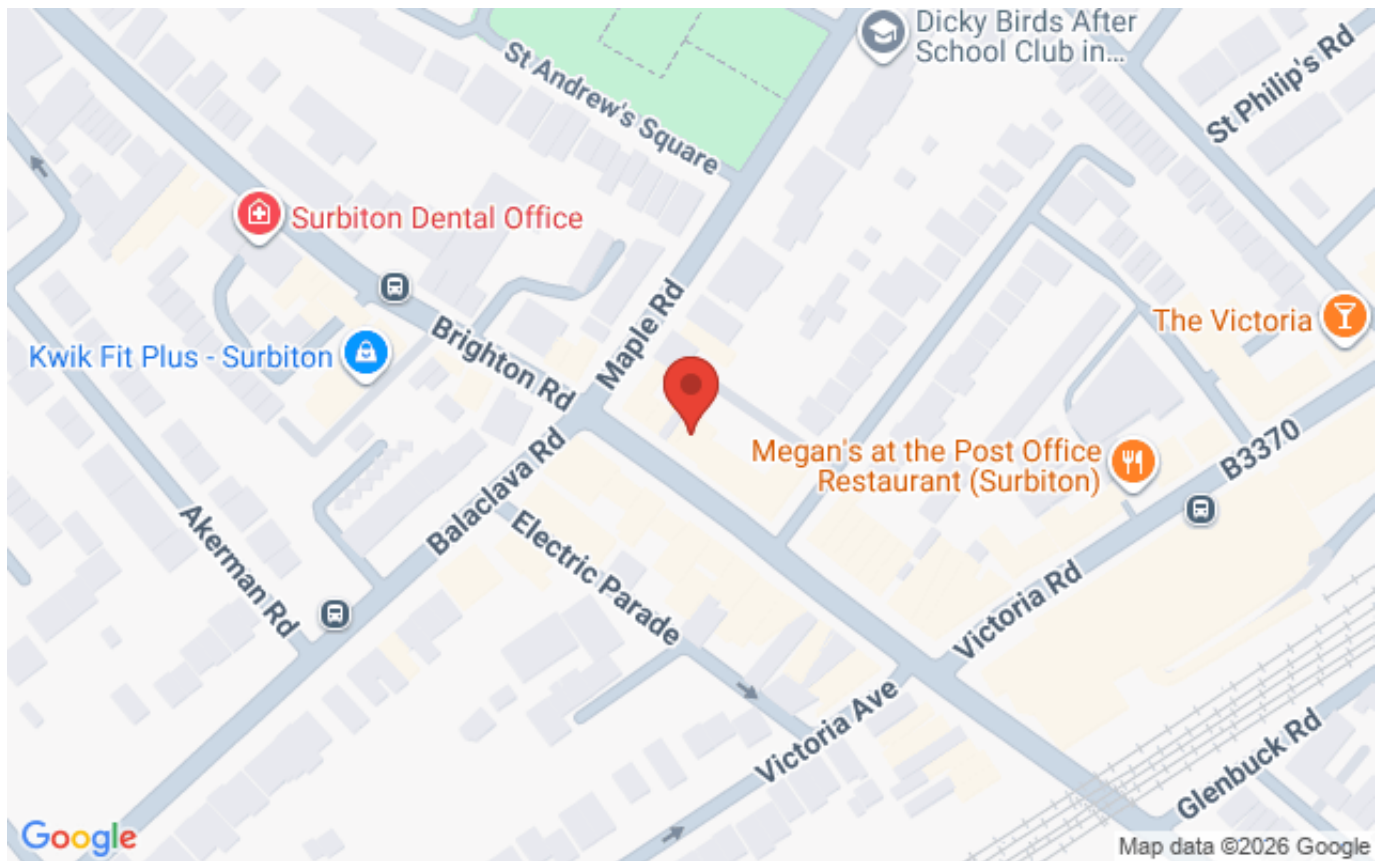 Dicky Birds After
School Club in...
St Philip's Rd
St Andrew's Square
Surbiton Dental Office
Maple Rd
The Victoria
Kwik Fit Plus - Surbiton
Brighton Rd
Megan's at the Post Office
Restaurant (Surbiton)
B3370
Balaclava Rd
Akerman Rd
Electric Parade
Victoria Rd
Victoria Ave
Glenbuck Rd
Google
Map data ©2026 Google